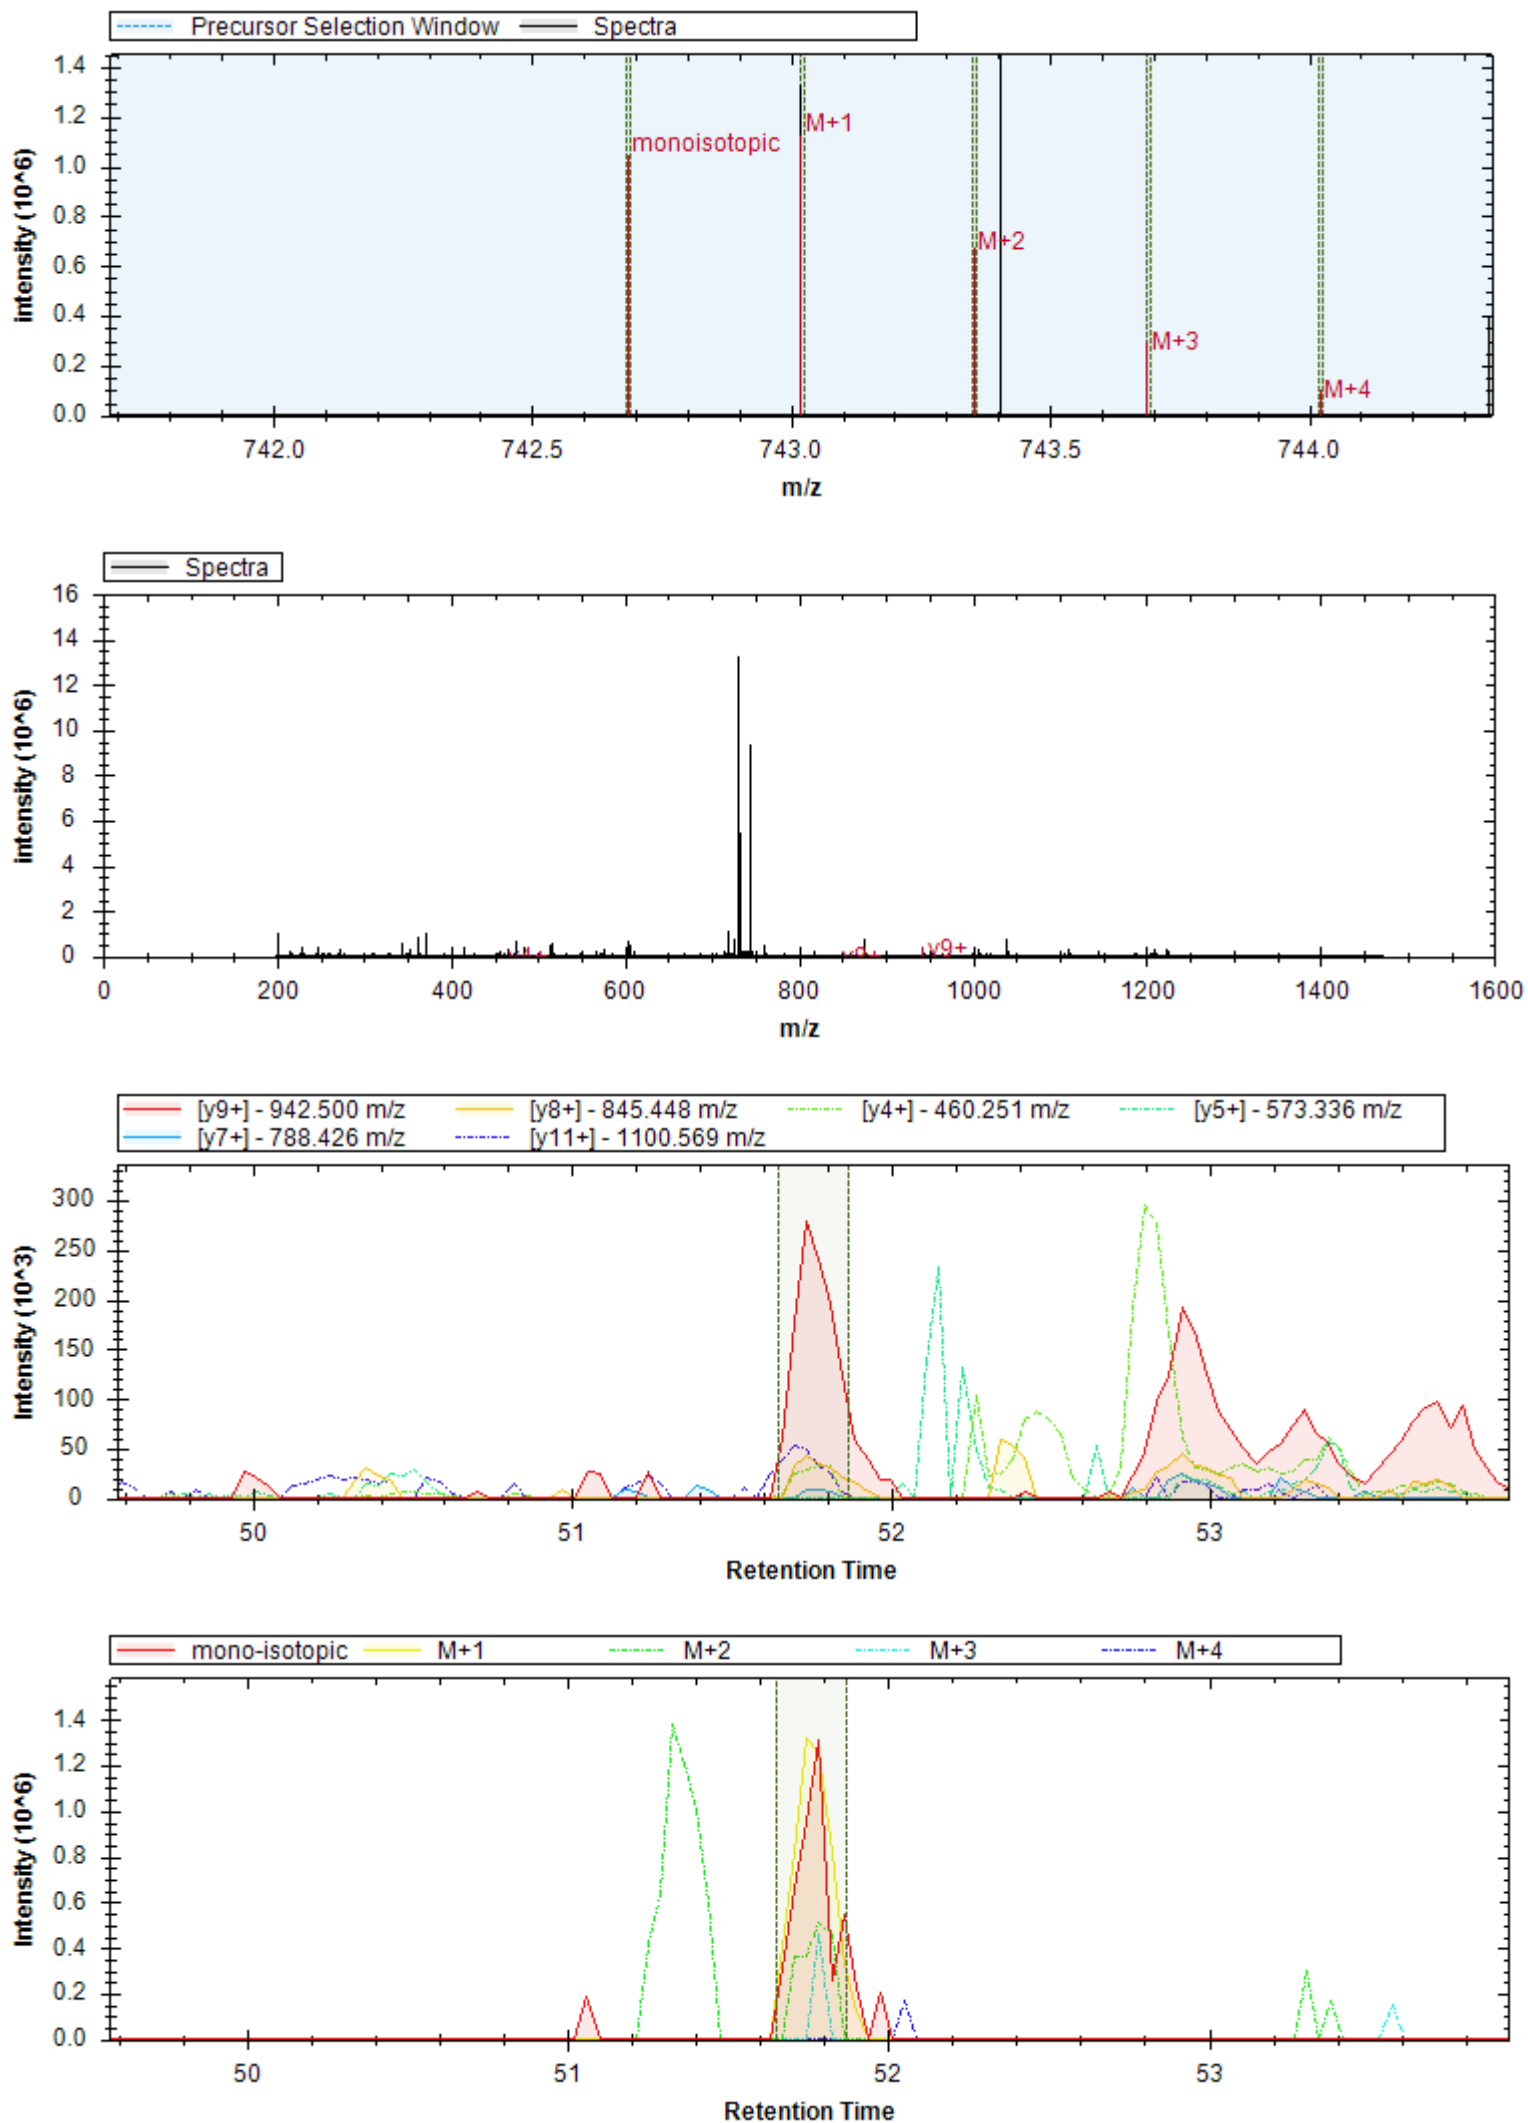 Precursor Selection Window Spectra
1.4
1.2
1.0
0.8
0.6
0.4
0.2
0.0
intensity (10^6)
monoisotopic
M+1
M+2
M+3
M+4
742.0 742.5 743.0 743.5 744.0
m/z
Spectra
16
14
12
10
8
6
4
2
0
intensity (10^6)
y9+
0 200 400 600 800 1000 1200 1400 1600
m/z
[y9+] - 942.500 m/z [y8+] - 845.448 m/z [y4+] - 460.251 m/z [y5+] - 573.336 m/z
[y7+] - 788.426 m/z [y11+] - 1100.569 m/z
300
250
200
150
100
50
0
Intensity (10^3)
50 51 52 53
Retention Time
mono-isotopic M+1 M+2 M+3 M+4
1.4
1.2
1.0
0.8
0.6
0.4
0.2
0.0
Intensity (10^6)
50 51 52 53
Retention Time